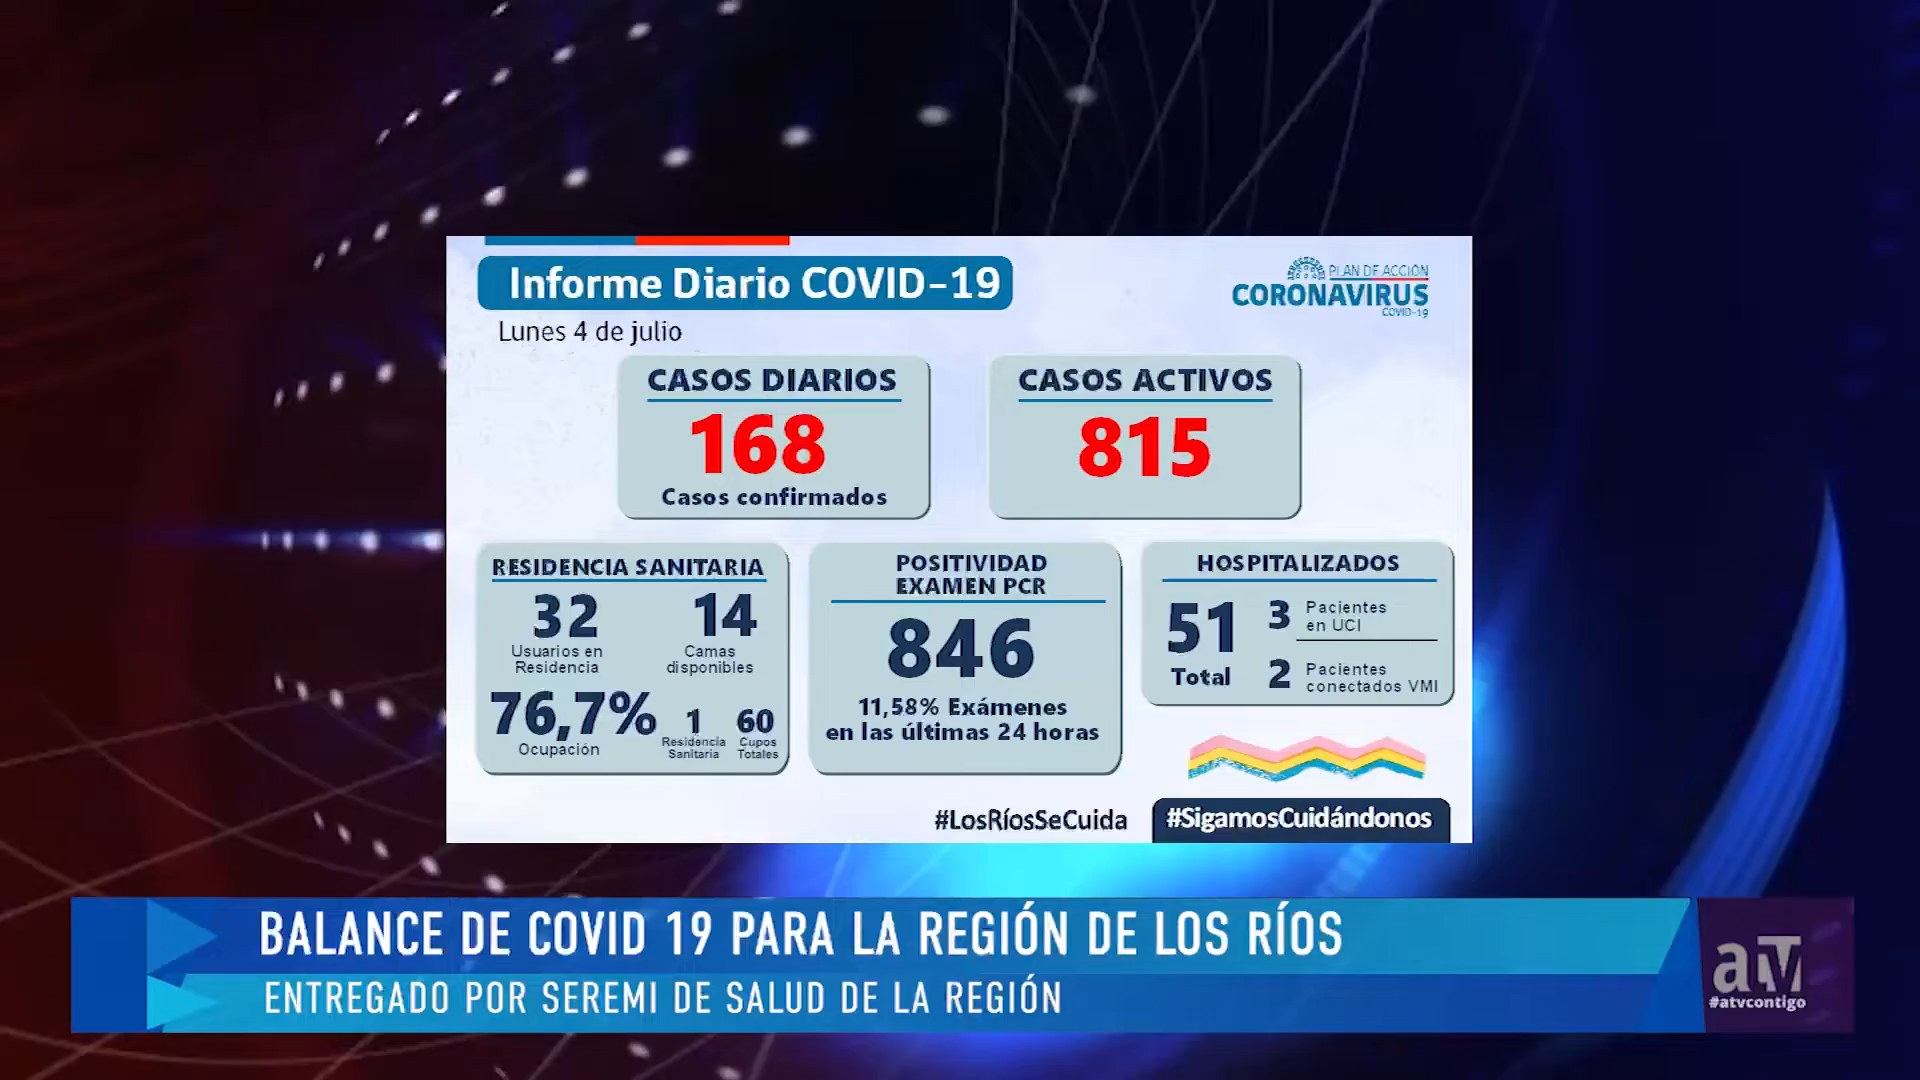 Informe Diario COVID-19
PLAN DE ACCIÓN
CORONAVIRUS
COVID-19
Lunes 4 de julio
CASOS DIARIOS
168
Casos confirmados
CASOS ACTIVOS
815
RESIDENCIA SANITARIA
32
Usuarios en
Residencia
14
Camas
disponibles
76,7%
Ocupación
1
Residencia
Sanitaria
60
Cupos
Totales
POSITIVIDAD
EXAMEN PCR
846
11,58% Exámenes
en las últimas 24 horas
HOSPITALIZADOS
51
Total
3
Pacientes
en UCI
2
Pacientes
conectados VMI
#LosRíosSeCuida
#SigamosCuidándonos
BALANCE DE COVID 19 PARA LA REGIÓN DE LOS RÍOS
ENTREGADO POR SEREMI DE SALUD DE LA REGIÓN
atv
#atvcontigo